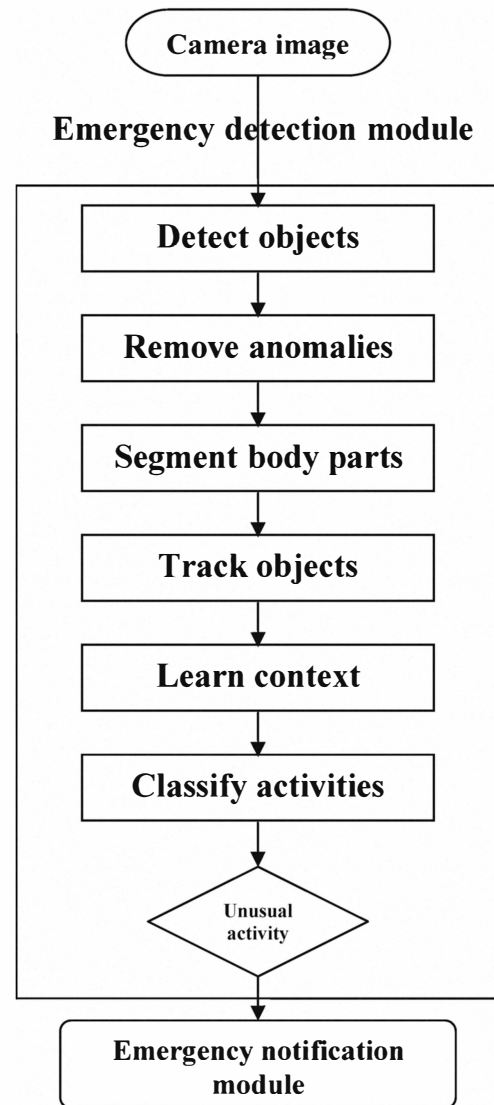 Camera image
Emergency detection module
Detect objects
Remove anomalies
Segment body parts
Track objects
Learn context
Classify activities
Unusual
activity
Emergency notification
module